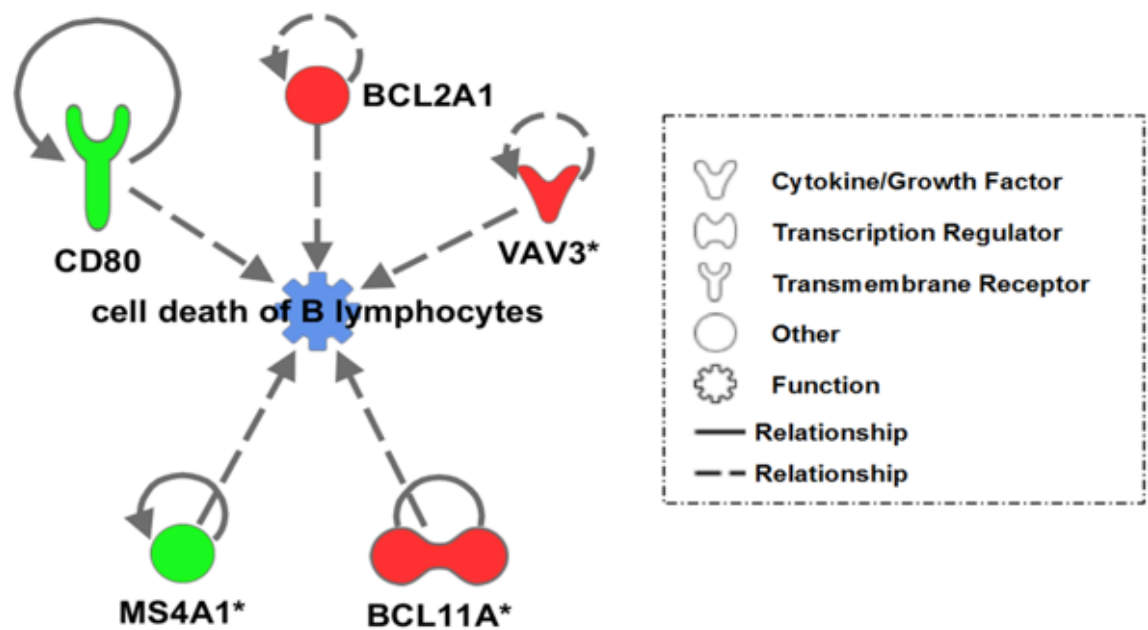 BCL2A1
CD80
VAV3*
cell death of B lymphocytes
MS4A1*
BCL11A*
Cytokine/Growth Factor
Transcription Regulator
Transmembrane Receptor
Other
Function
Relationship
Relationship